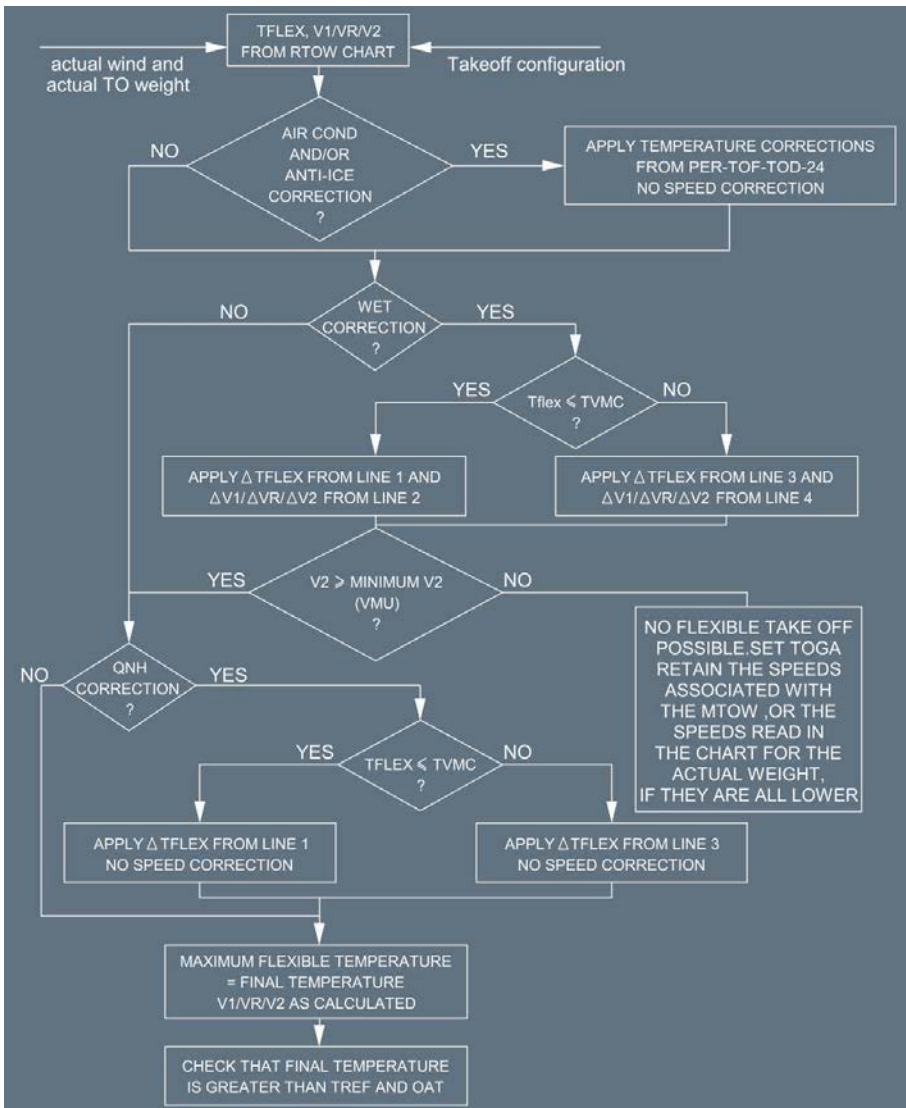 TFLEX, V1/VR/V2
FROM RTOW CHART
actual wind and
actual TO weight
Takeoff configuration
AIR COND
AND/OR
ANTI-ICE
CORRECTION
?
NO
YES
APPLY TEMPERATURE CORRECTIONS
FROM PER-TOF-TOD-24
NO SPEED CORRECTION
WET
CORRECTION
?
NO
YES
Tflex ⩽ TVMC
?
YES
NO
APPLY △TFLEX FROM LINE 1 AND
△V1/△VR/△V2 FROM LINE 2
APPLY △TFLEX FROM LINE 3 AND
△V1/△VR/△V2 FROM LINE 4
V2 ⩾ MINIMUM V2
(VMU)
?
YES
NO
NO FLEXIBLE TAKE OFF
POSSIBLE.SET TOGA
RETAIN THE SPEEDS
ASSOCIATED WITH
THE MTOW ,OR THE
SPEEDS READ IN
THE CHART FOR THE
ACTUAL WEIGHT,
IF THEY ARE ALL LOWER
QNH
CORRECTION
?
NO
YES
TFLEX ⩽ TVMC
?
YES
NO
APPLY △TFLEX FROM LINE 1
NO SPEED CORRECTION
APPLY △TFLEX FROM LINE 3
NO SPEED CORRECTION
MAXIMUM FLEXIBLE TEMPERATURE
= FINAL TEMPERATURE
V1/VR/V2 AS CALCULATED
CHECK THAT FINAL TEMPERATURE
IS GREATER THAN TREF AND OAT